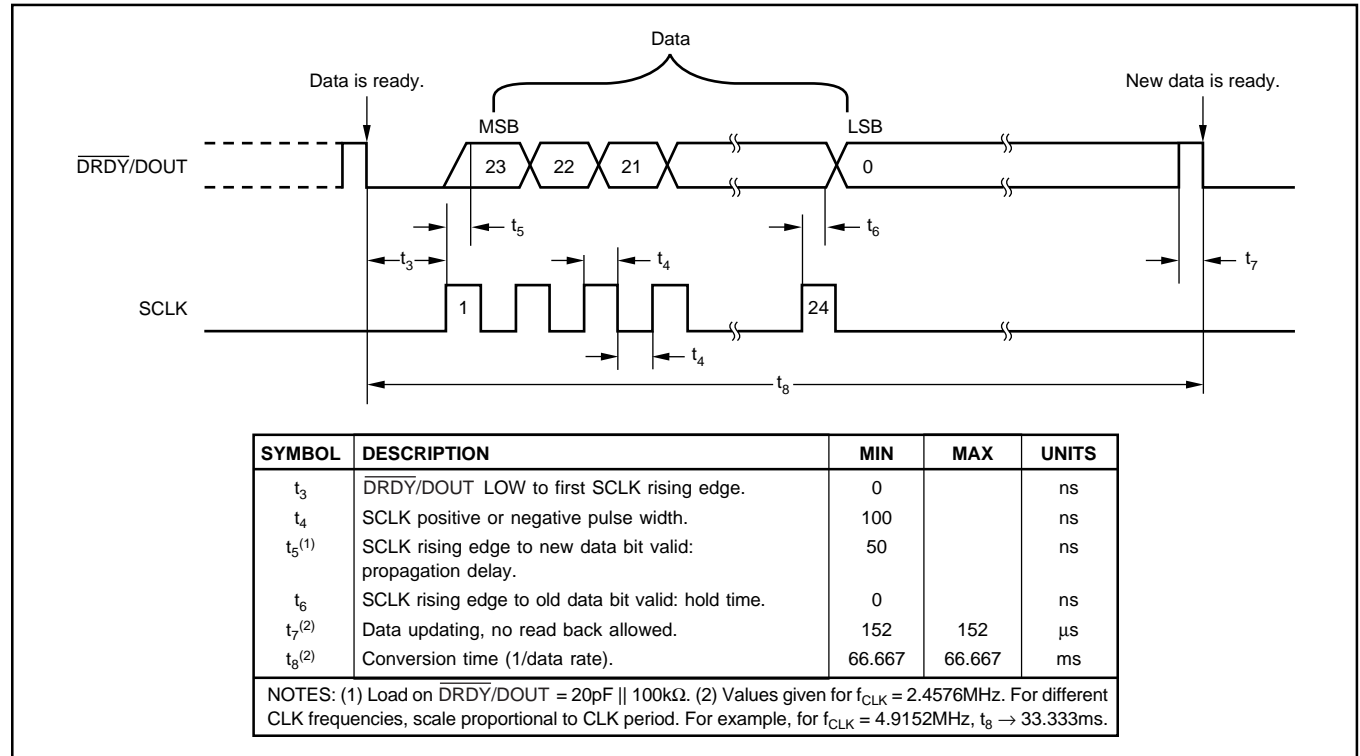 Data
Data is ready.
New data is ready.
MSB
LSB
DRDY/DOUT
23
22
21
0
t5
t6
t3
t4
t7
SCLK
1
24
t4
t8
SYMBOL DESCRIPTION MIN MAX UNITS
t3 DRDY/DOUT LOW to first SCLK rising edge. 0 ns
t4 SCLK positive or negative pulse width. 100 ns
t5(1) SCLK rising edge to new data bit valid: 50 ns
propagation delay.
t6 SCLK rising edge to old data bit valid: hold time. 0 ns
t7(2) Data updating, no read back allowed. 152 152 μs
t8(2) Conversion time (1/data rate). 66.667 66.667 ms
NOTES: (1) Load on DRDY/DOUT = 20pF || 100kΩ. (2) Values given for fCLK = 2.4576MHz. For different
CLK frequencies, scale proportional to CLK period. For example, for fCLK = 4.9152MHz, t8 → 33.333ms.